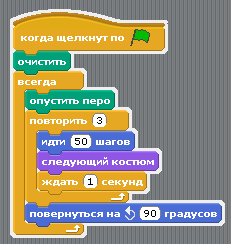 когда щелкнут по
очистить
всегда
опустить перо
повторить 3
идти 50 шагов
следующий костюм
ждать 1 секунд
повернуться на 90 градусов